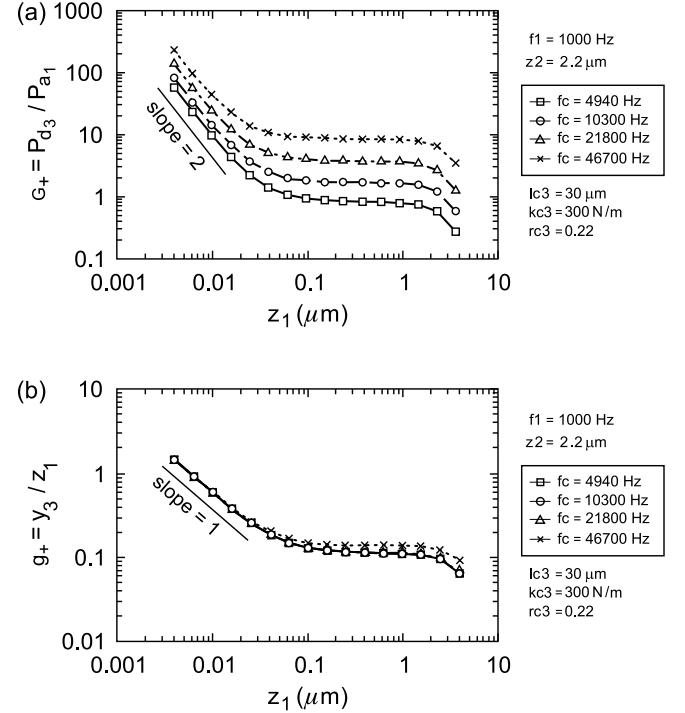 (a)
1000
100
10
1
0.1
G+ = Pd3 / Pa1
slope = 2
0.001
0.01
0.1
1
10
z1 (μm)
f1 = 1000 Hz
z2 = 2.2 μm
fc = 4940 Hz
fc = 10300 Hz
fc = 21800 Hz
fc = 46700 Hz
lc3 = 30 μm
kc3 = 300 N/m
rc3 = 0.22
(b)
10
1
0.1
0.01
g+ = y3 / z1
slope = 1
0.001
0.01
0.1
1
10
z1 (μm)
f1 = 1000 Hz
z2 = 2.2 μm
fc = 4940 Hz
fc = 10300 Hz
fc = 21800 Hz
fc = 46700 Hz
lc3 = 30 μm
kc3 = 300 N/m
rc3 = 0.22